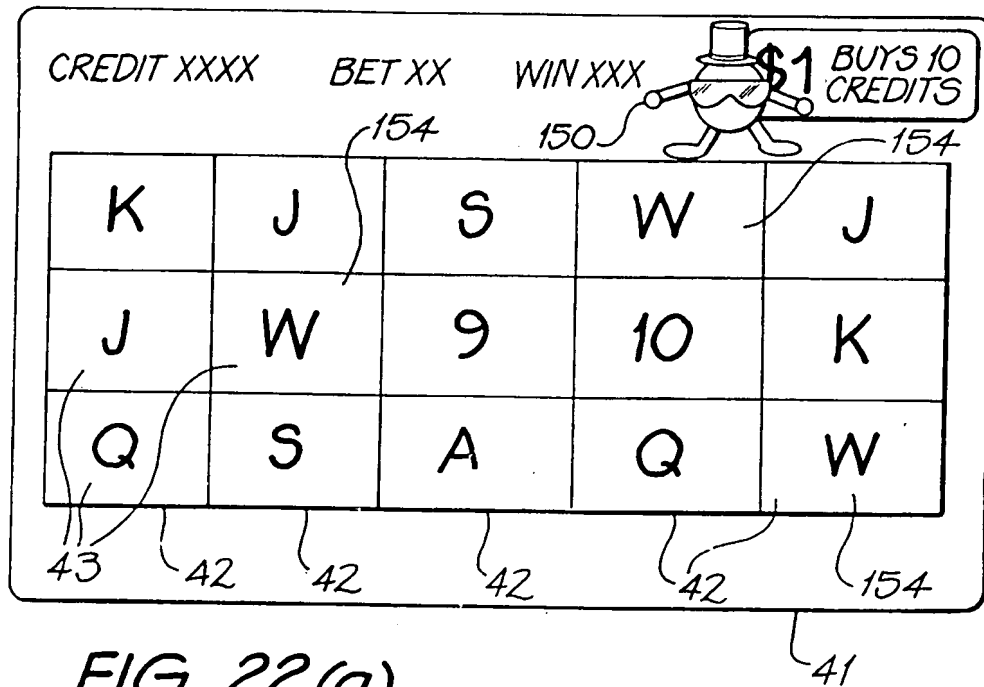 CREDIT XXXX BET XX WIN XXX $1 BUYS 10
CREDITS
154 150 154
K J S W J
J W 9 10 K
Q S A Q W
43 42 42 42 42 154
41
FIG. 22(a)